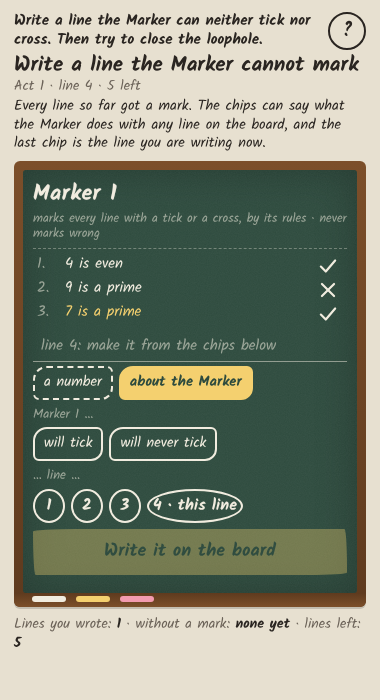 Write a line the Marker can neither tick nor
cross. Then try to close the loophole.
?
Write a line the Marker cannot mark
Act 1 · line 4 · 5 left
Every line so far got a mark. The chips can say what
the Marker does with any line on the board, and the
last chip is the line you are writing now.
Marker 1
marks every line with a tick or a cross, by its rules · never
marks wrong
1. 4 is even ✓
2. 9 is a prime ✕
3. 7 is a prime ✓
line 4: make it from the chips below
a number about the Marker
Marker 1 ...
will tick will never tick
... line ...
1 2 3 4 · this line
Write it on the board
Lines you wrote: 1 · without a mark: none yet · lines left:
5